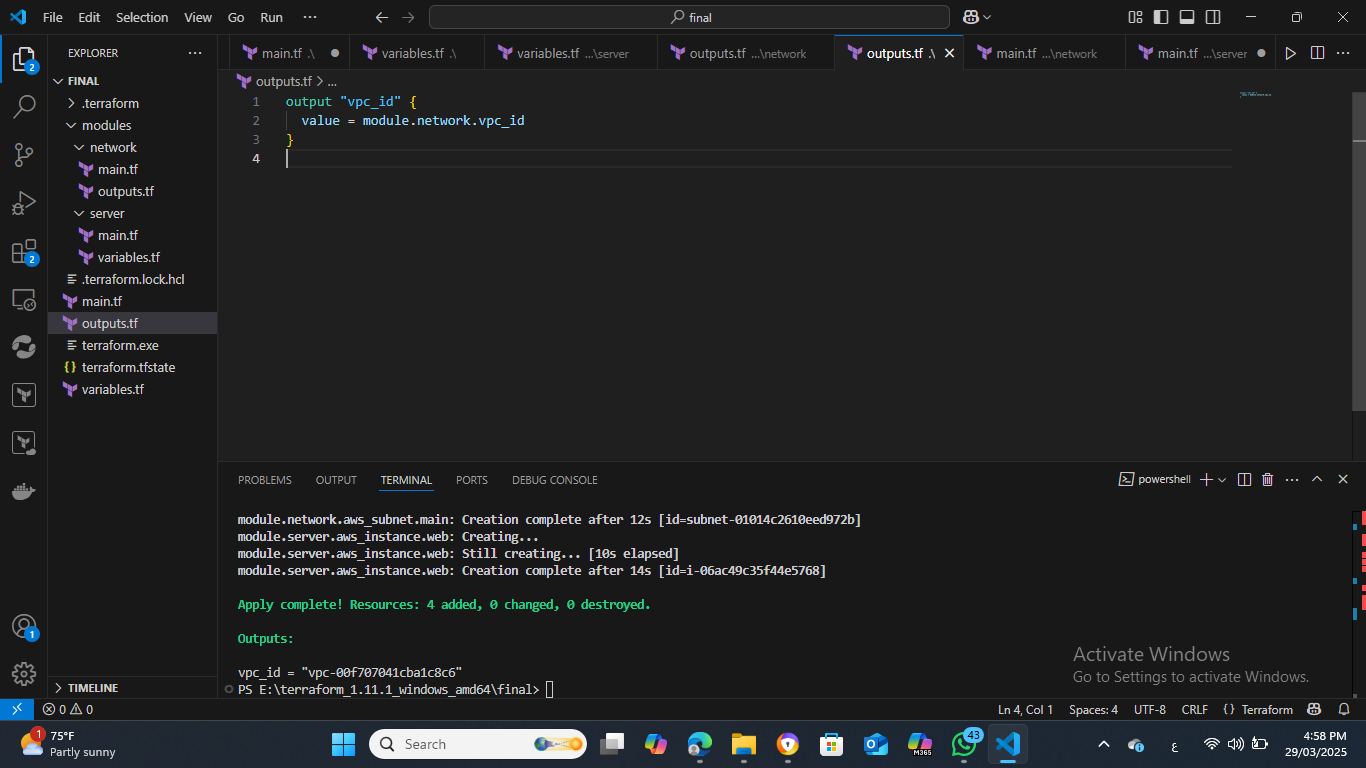 File Edit Selection View Go Run ···
final
EXPLORER ···
FINAL
.terraform
modules
network
main.tf
outputs.tf
server
main.tf
variables.tf
.terraform.lock.hcl
main.tf
outputs.tf
terraform.exe
terraform.tfstate
variables.tf
TIMELINE
2
2
1
main.tf .\
variables.tf .\
variables.tf ...\server
outputs.tf ...\network
outputs.tf .\
main.tf ...\network
main.tf ...\server
outputs.tf > ...
1 output "vpc_id" {
2 value = module.network.vpc_id
3 }
4
PROBLEMS OUTPUT TERMINAL PORTS DEBUG CONSOLE
powershell
module.network.aws_subnet.main: Creation complete after 12s [id=subnet-01014c2610eed972b]
module.server.aws_instance.web: Creating...
module.server.aws_instance.web: Still creating... [10s elapsed]
module.server.aws_instance.web: Creation complete after 14s [id=i-06ac49c35f44e5768]
Apply complete! Resources: 4 added, 0 changed, 0 destroyed.
Outputs:
vpc_id = "vpc-00f707041cba1c8c6"
PS E:\terraform_1.11.1_windows_amd64\final>
Activate Windows
Go to Settings to activate Windows.
0 0
Ln 4, Col 1 Spaces: 4 UTF-8 CRLF {} Terraform
1
75°F
Partly sunny
Search
M365
43
ع
4:58 PM
29/03/2025